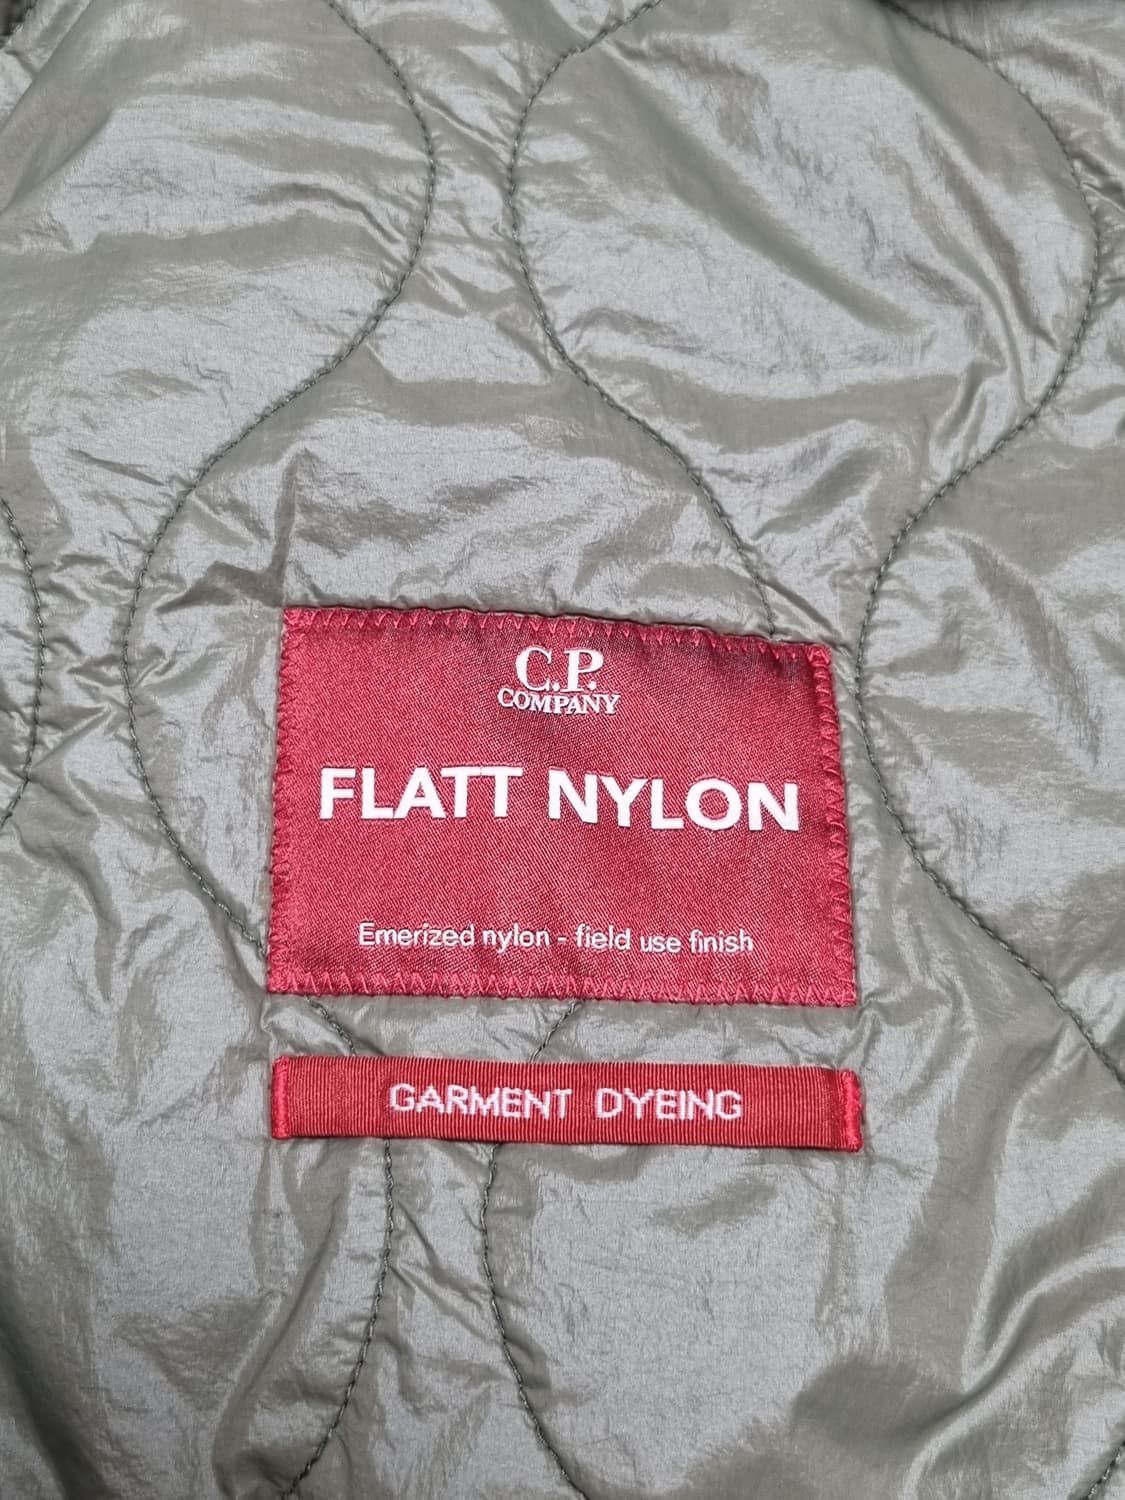 C.P.
COMPANY
FLATT NYLON
Emerized nylon - field use finish
GARMENT DYEING